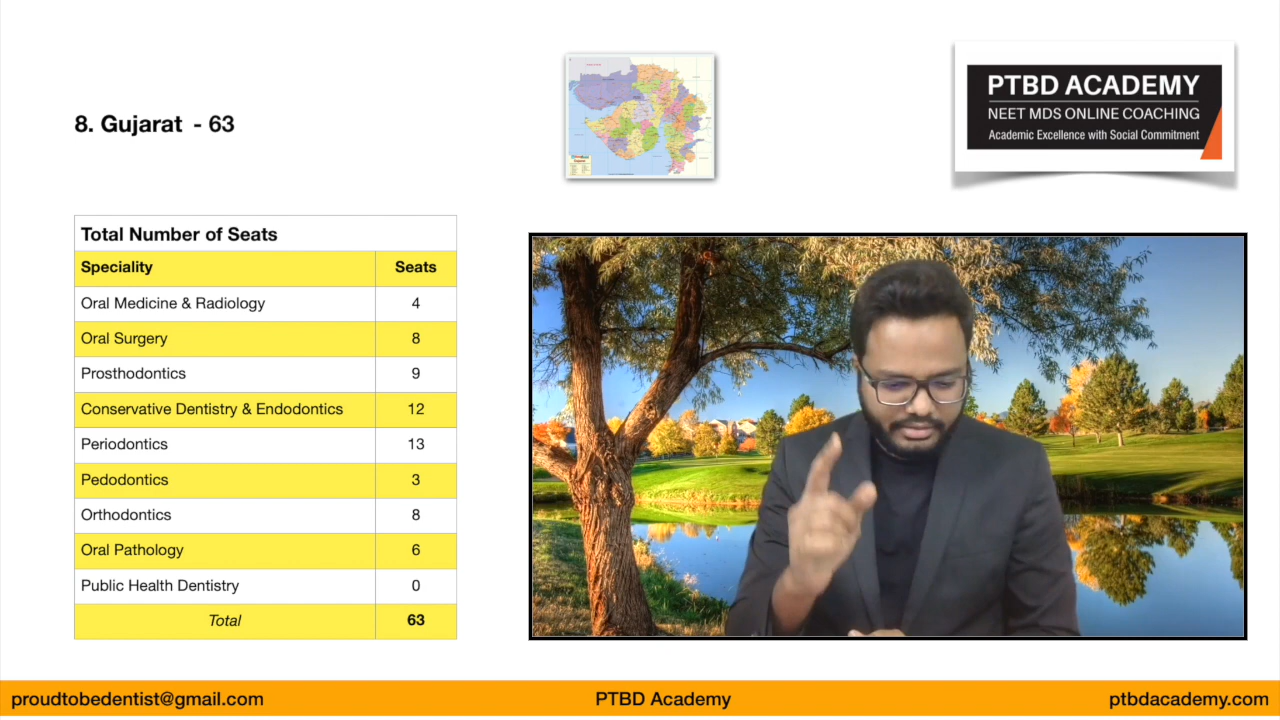 8. Gujarat - 63
PTBD ACADEMY
NEET MDS ONLINE COACHING
Academic Excellence with Social Commitment
Total Number of Seats
Speciality Seats
Oral Medicine & Radiology 4
Oral Surgery 8
Prosthodontics 9
Conservative Dentistry & Endodontics 12
Periodontics 13
Pedodontics 3
Orthodontics 8
Oral Pathology 6
Public Health Dentistry 0
Total 63
proudtobedentist@gmail.com PTBD Academy ptbdacademy.com